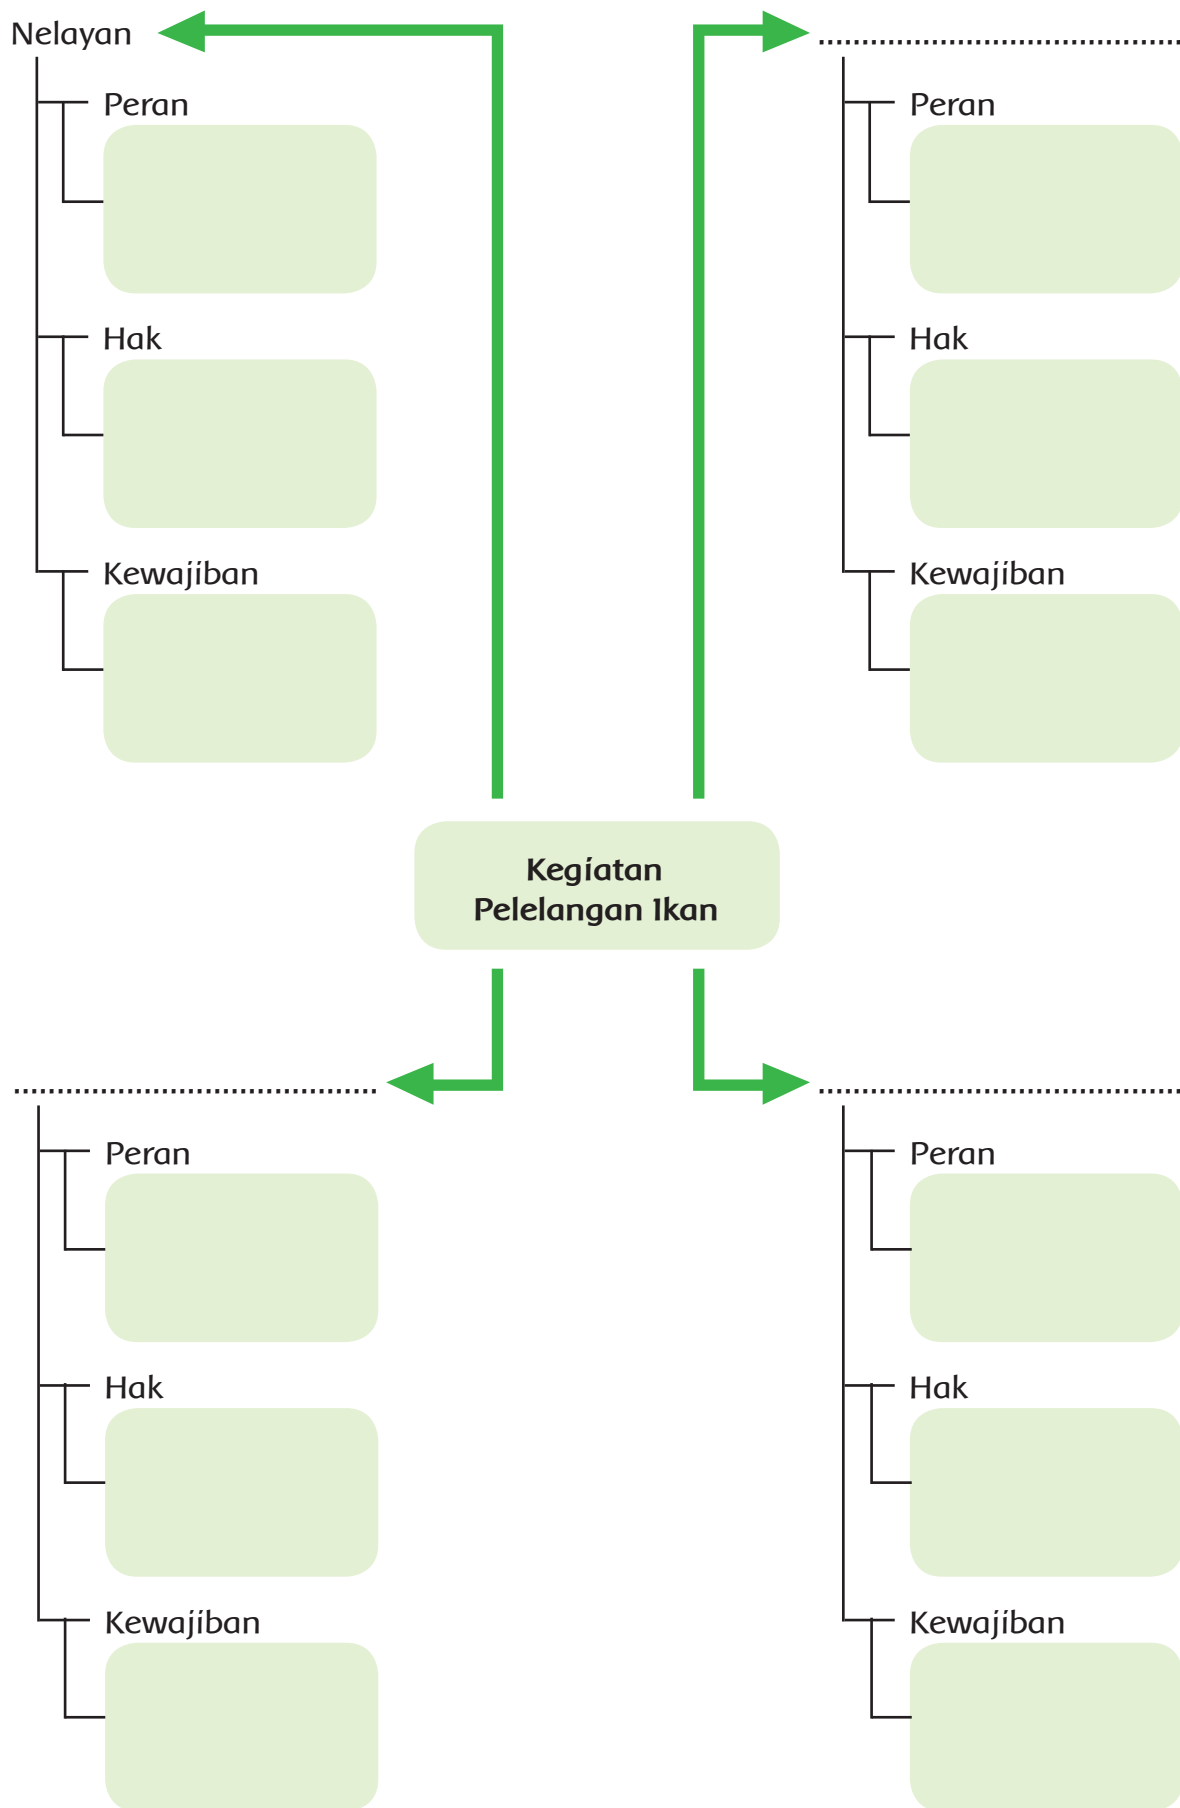 Nelayan
Peran
Hak
Kewajiban
....................................
Peran
Hak
Kewajiban
Kegiatan
Pelelangan Ikan
....................................
Peran
Hak
Kewajiban
....................................
Peran
Hak
Kewajiban